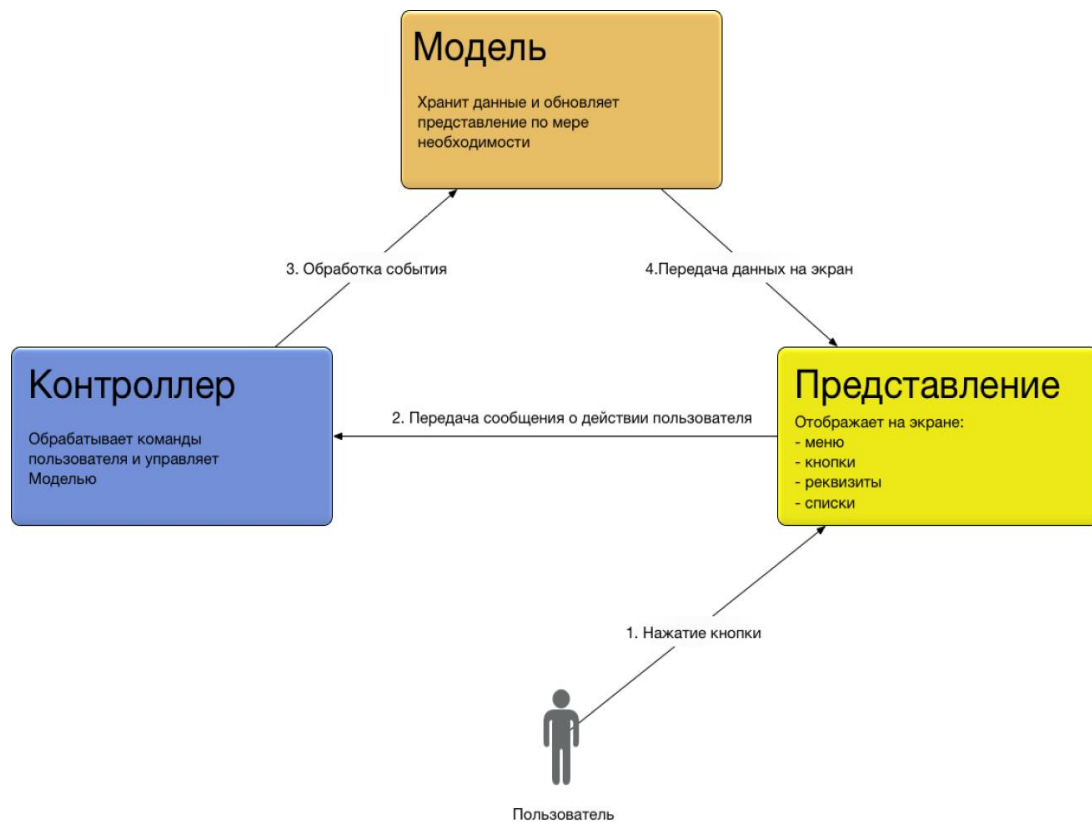 Модель
Хранит данные и обновляет
представление по мере
необходимости
3. Обработка события
4.Передача данных на экран
Контроллер
Обрабатывает команды
пользователя и управляет
Моделью
2. Передача сообщения о действии пользователя
Представление
Отображает на экране:
- меню
- кнопки
- реквизиты
- списки
1. Нажатие кнопки
Пользователь